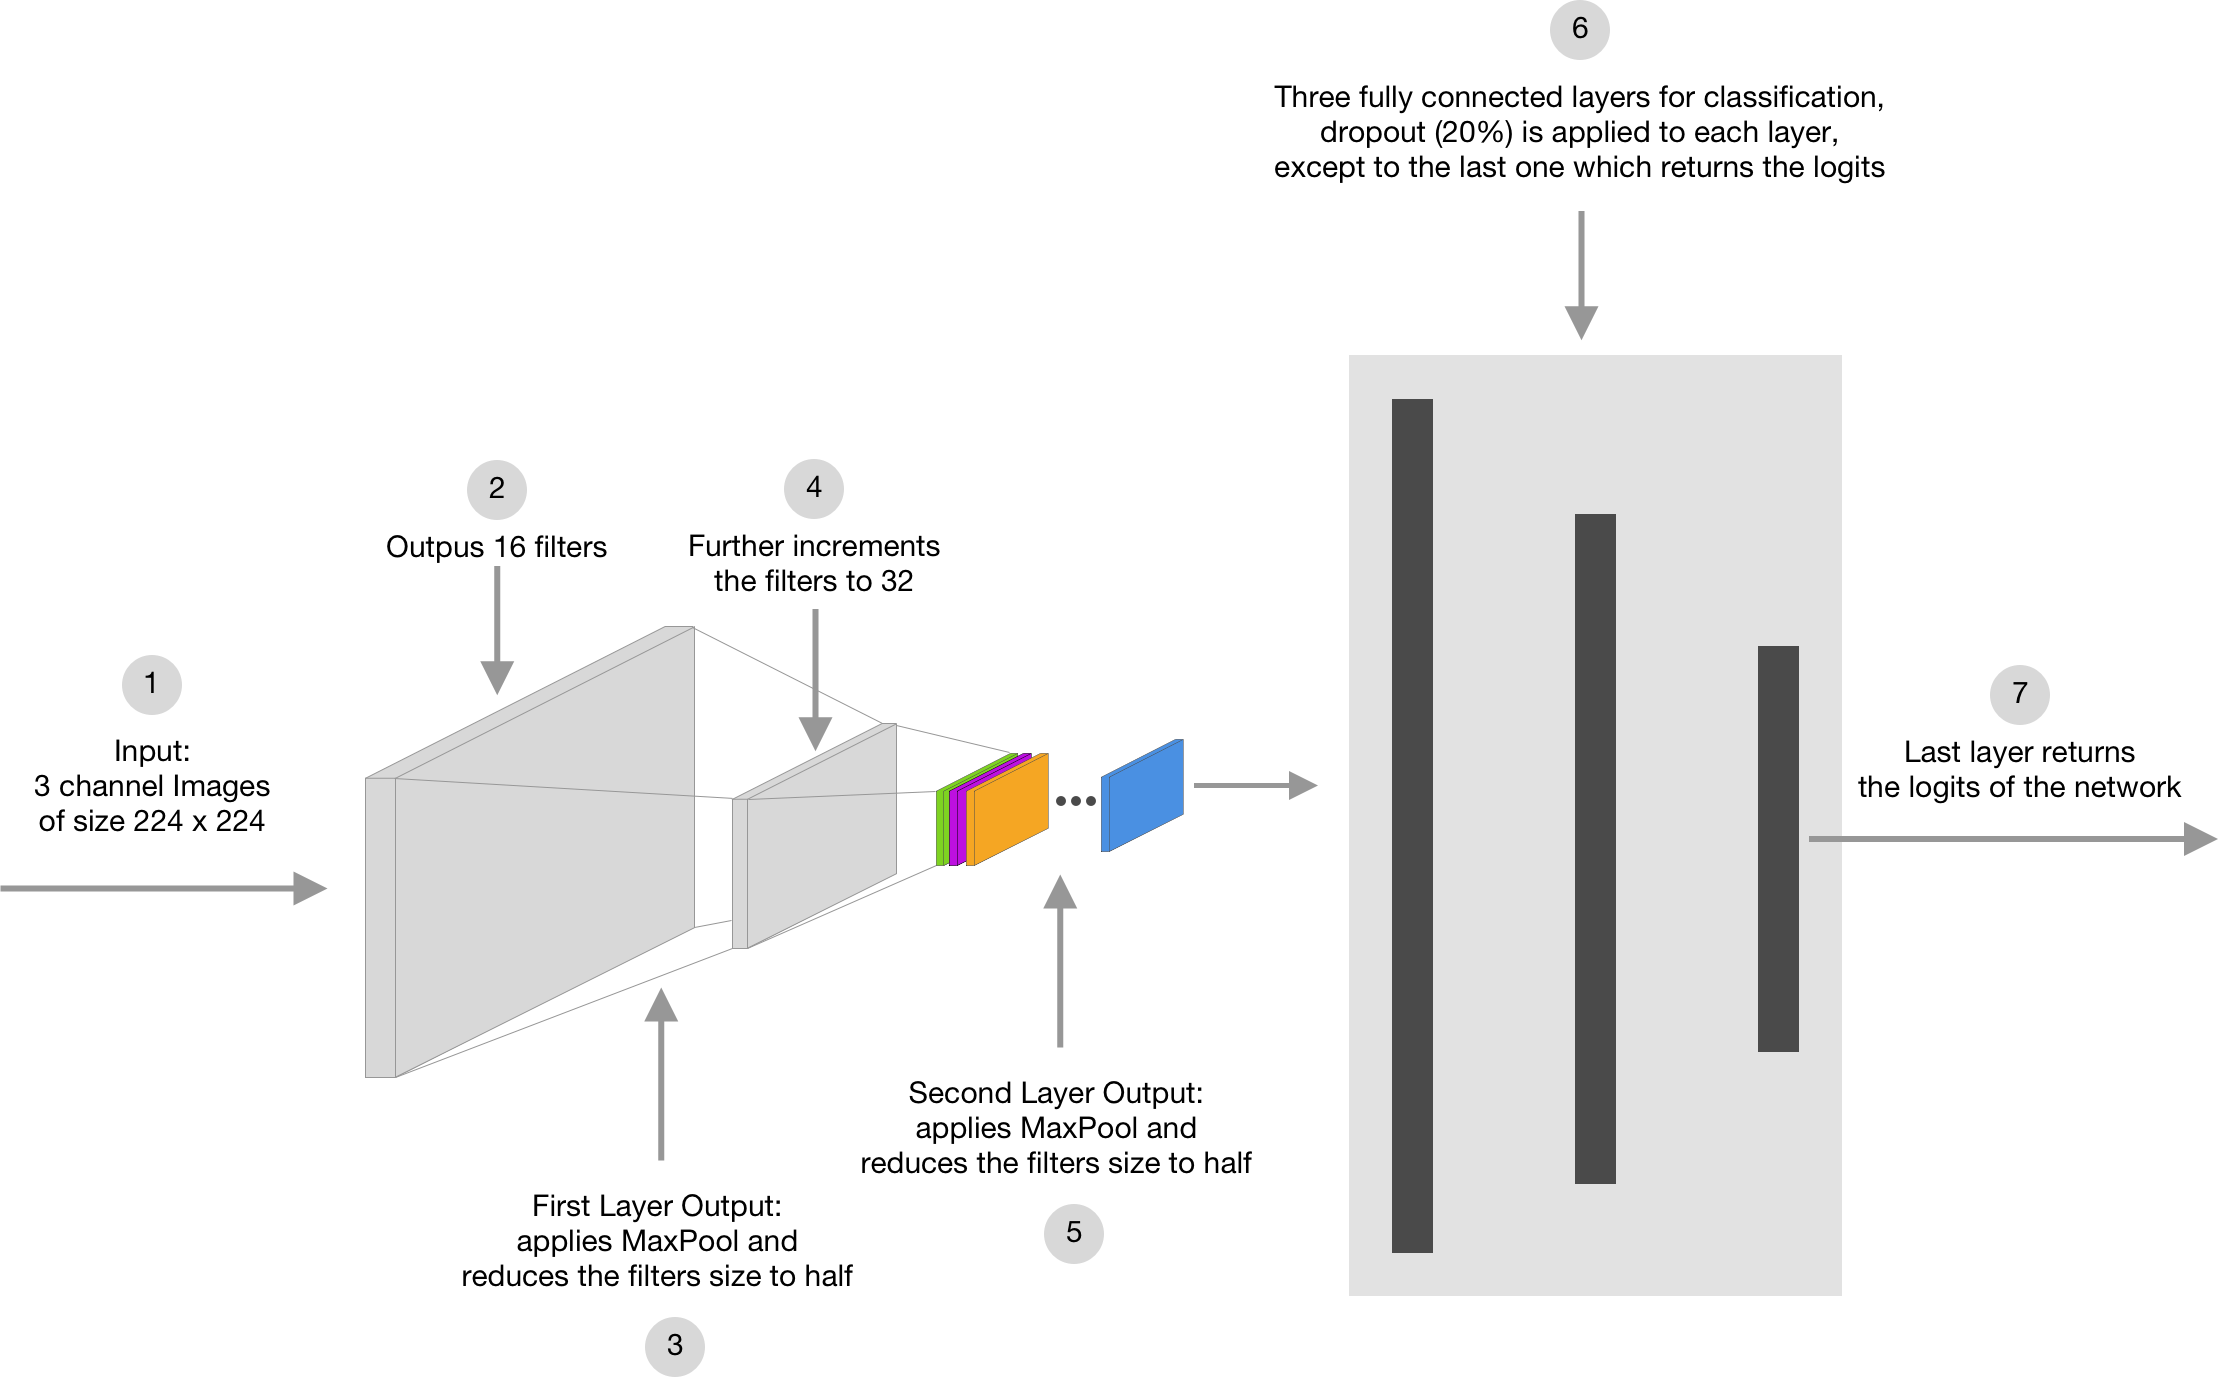 1
Input:
3 channel Images
of size 224 x 224
2
Outpus 16 filters
3
First Layer Output:
applies MaxPool and
reduces the filters size to half
4
Further increments
the filters to 32
5
Second Layer Output:
applies MaxPool and
reduces the filters size to half
6
Three fully connected layers for classification,
dropout (20%) is applied to each layer,
except to the last one which returns the logits
7
Last layer returns
the logits of the network